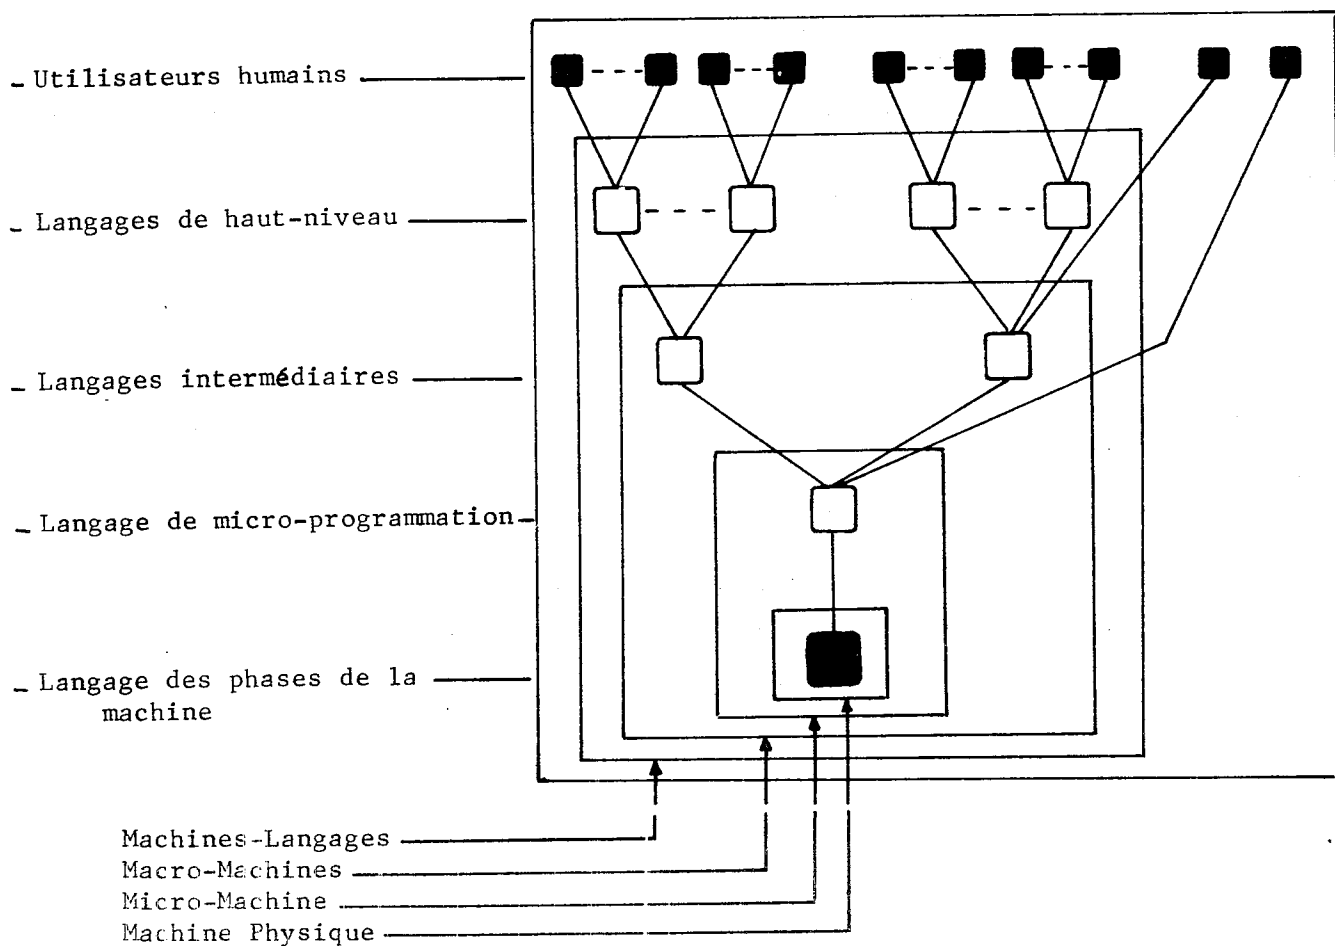 - Utilisateurs humains
- Langages de haut-niveau
- Langages intermédiaires
- Langage de micro-programmation
- Langage des phases de la
machine
Machines-Langages
Macro-Machines
Micro-Machine
Machine Physique